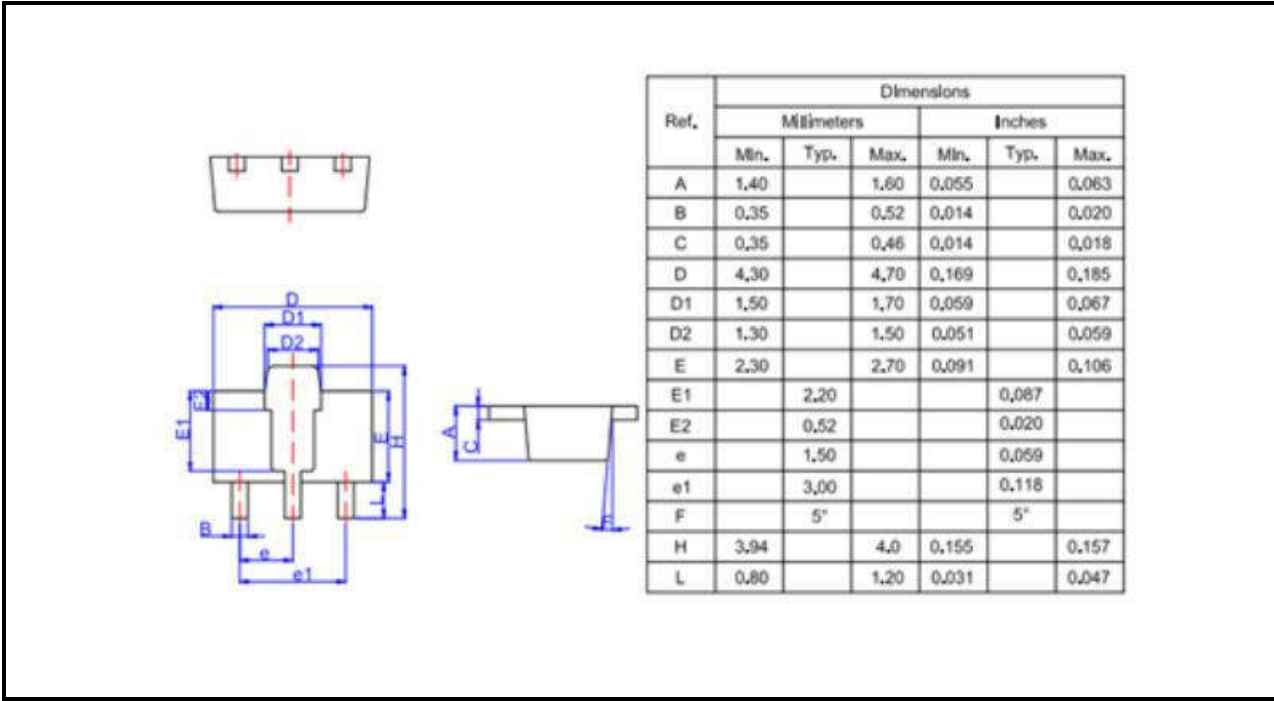 Dimensions
Ref. Millimeters Inches
Min. Typ. Max. Min. Typ. Max.
A 1.40 1.60 0.055 0.063
B 0.35 0.52 0.014 0.020
C 0.35 0.46 0.014 0.018
D 4.30 4.70 0.169 0.185
D1 1.50 1.70 0.059 0.067
D2 1.30 1.50 0.051 0.059
E 2.30 2.70 0.091 0.106
E1 2.20 0.087
E2 0.52 0.020
e 1.50 0.059
e1 3.00 0.118
F 5° 5°
H 3.94 4.0 0.155 0.157
L 0.80 1.20 0.031 0.047
D
D1
D2
E2
E1
E
H
L
B
e
e1
A
C
F